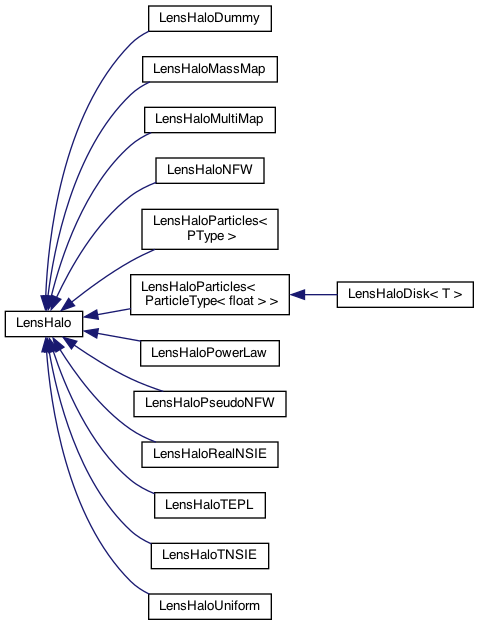 LensHaloDummy
LensHaloMassMap
LensHaloMultiMap
LensHaloNFW
LensHaloParticles<
PType >
LensHaloParticles<
ParticleType< float > >
LensHaloDisk< T >
LensHalo
LensHaloPowerLaw
LensHaloPseudoNFW
LensHaloRealNSIE
LensHaloTEPL
LensHaloTNSIE
LensHaloUniform